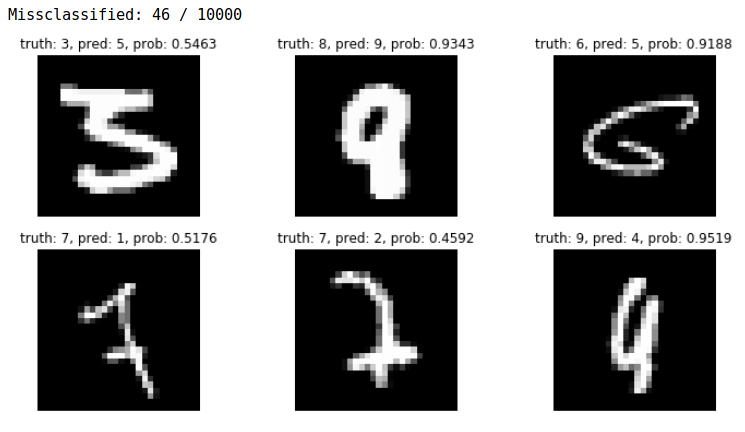 Missclassified: 46 / 10000
truth: 3, pred: 5, prob: 0.5463
truth: 8, pred: 9, prob: 0.9343
truth: 6, pred: 5, prob: 0.9188
truth: 7, pred: 1, prob: 0.5176
truth: 7, pred: 2, prob: 0.4592
truth: 9, pred: 4, prob: 0.9519